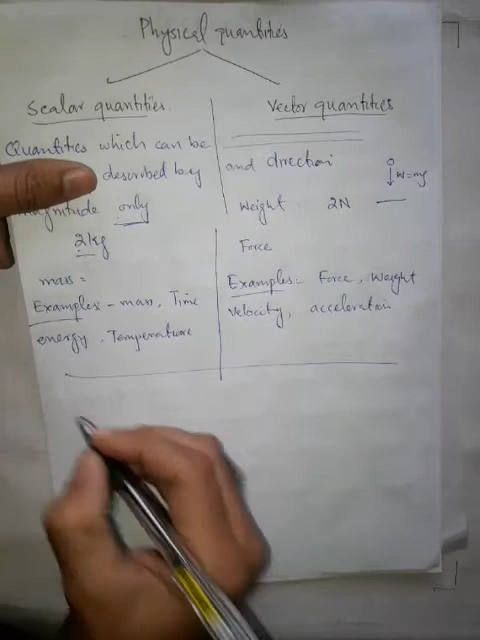 Physical quantities
Scalar quantities.
Quantities which can be
described by
magnitude only
2kg
mass =
Examples - mass, Time
energy, Temperature
Vector quantities
and direction
W=mg
Weight 2N
Force
Examples:- Force, Weight
Velocity, acceleration